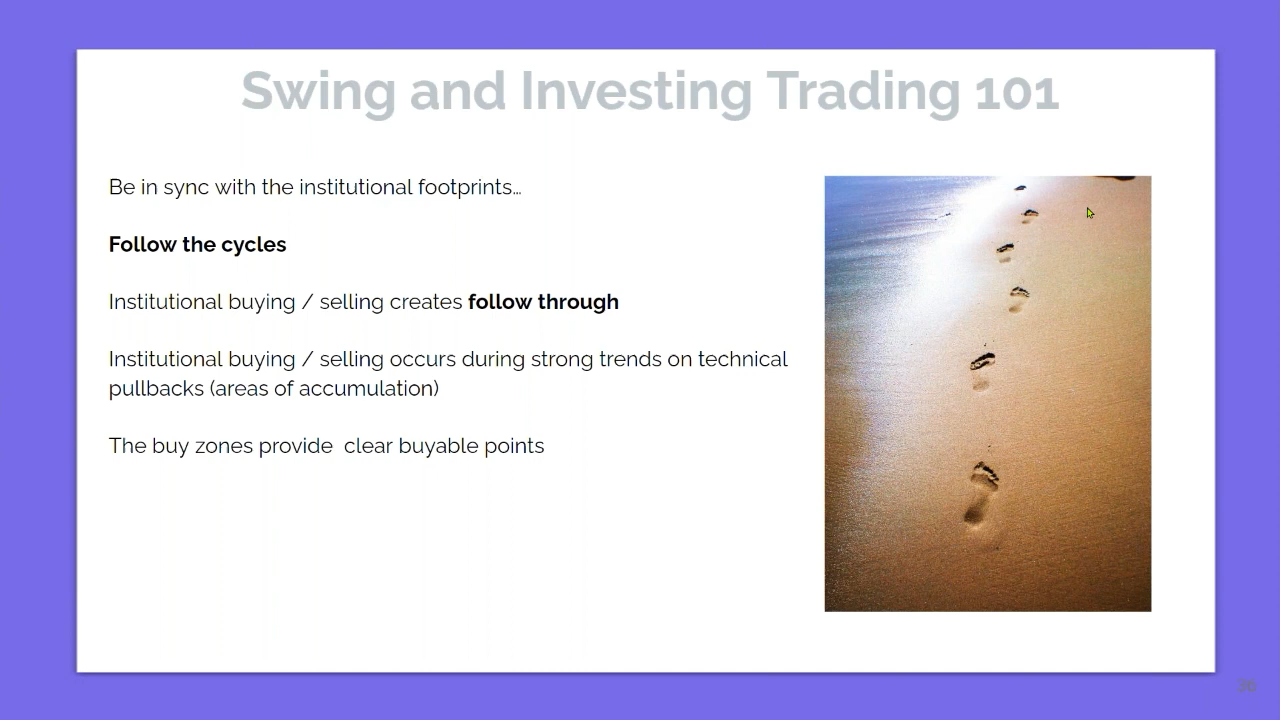 Swing and Investing Trading 101
Be in sync with the institutional footprints…
Follow the cycles
Institutional buying / selling creates follow through
Institutional buying / selling occurs during strong trends on technical
pullbacks (areas of accumulation)
The buy zones provide  clear buyable points